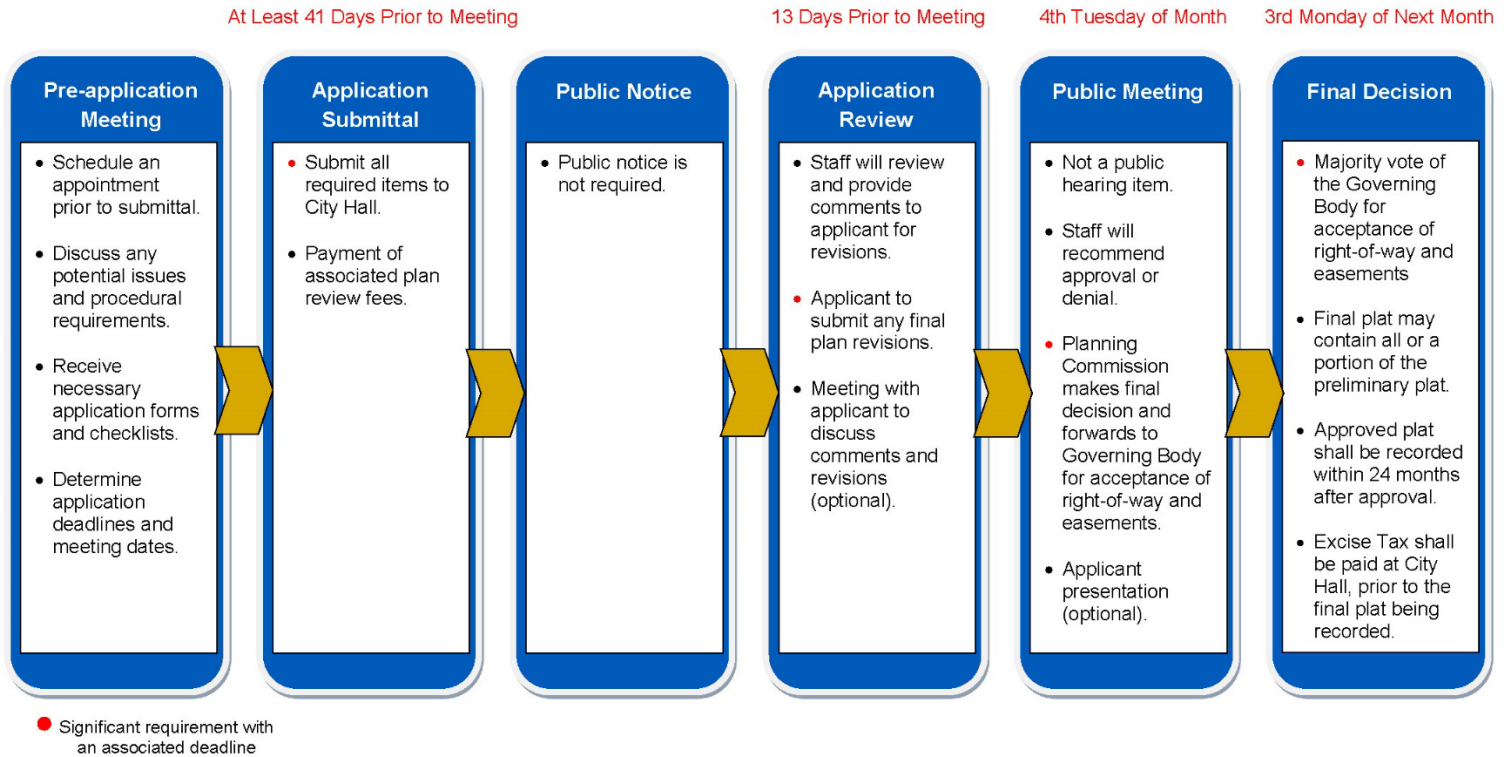 At Least 41 Days Prior to Meeting
13 Days Prior to Meeting
4th Tuesday of Month
3rd Monday of Next Month
Pre-application
Meeting
• Schedule an
appointment
prior to submittal.
• Discuss any
potential issues
and procedural
requirements.
• Receive
necessary
application forms
and checklists.
• Determine
application
deadlines and
meeting dates.
Application
Submittal
• Submit all
required items to
City Hall.
• Payment of
associated plan
review fees.
Public Notice
• Public notice is
not required.
Application
Review
• Staff will review
and provide
comments to
applicant for
revisions.
• Applicant to
submit any final
plan revisions.
• Meeting with
applicant to
discuss
comments and
revisions
(optional).
Public Meeting
• Not a public
hearing item.
• Staff will
recommend
approval or
denial.
• Planning
Commission
makes final
decision and
forwards to
Governing Body
for acceptance of
right-of-way and
easements.
• Applicant
presentation
(optional).
Final Decision
• Majority vote of
the Governing
Body for
acceptance of
right-of-way and
easements
• Final plat may
contain all or a
portion of the
preliminary plat.
• Approved plat
shall be recorded
within 24 months
after approval.
• Excise Tax shall
be paid at City
Hall, prior to the
final plat being
recorded.
• Significant requirement with
an associated deadline